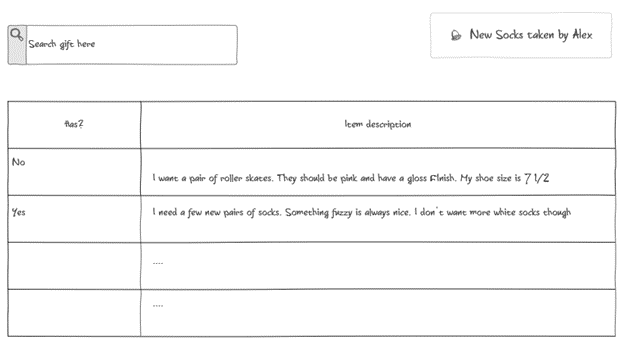 Search gift here
New Socks taken by Alex
Has?
Item description
No
I want a pair of roller skates. They should be pink and have a gloss finish. My shoe size is 7 1/2
Yes
I need a few new pairs of socks. Something fuzzy is always nice. I don't want more white socks though
....
....